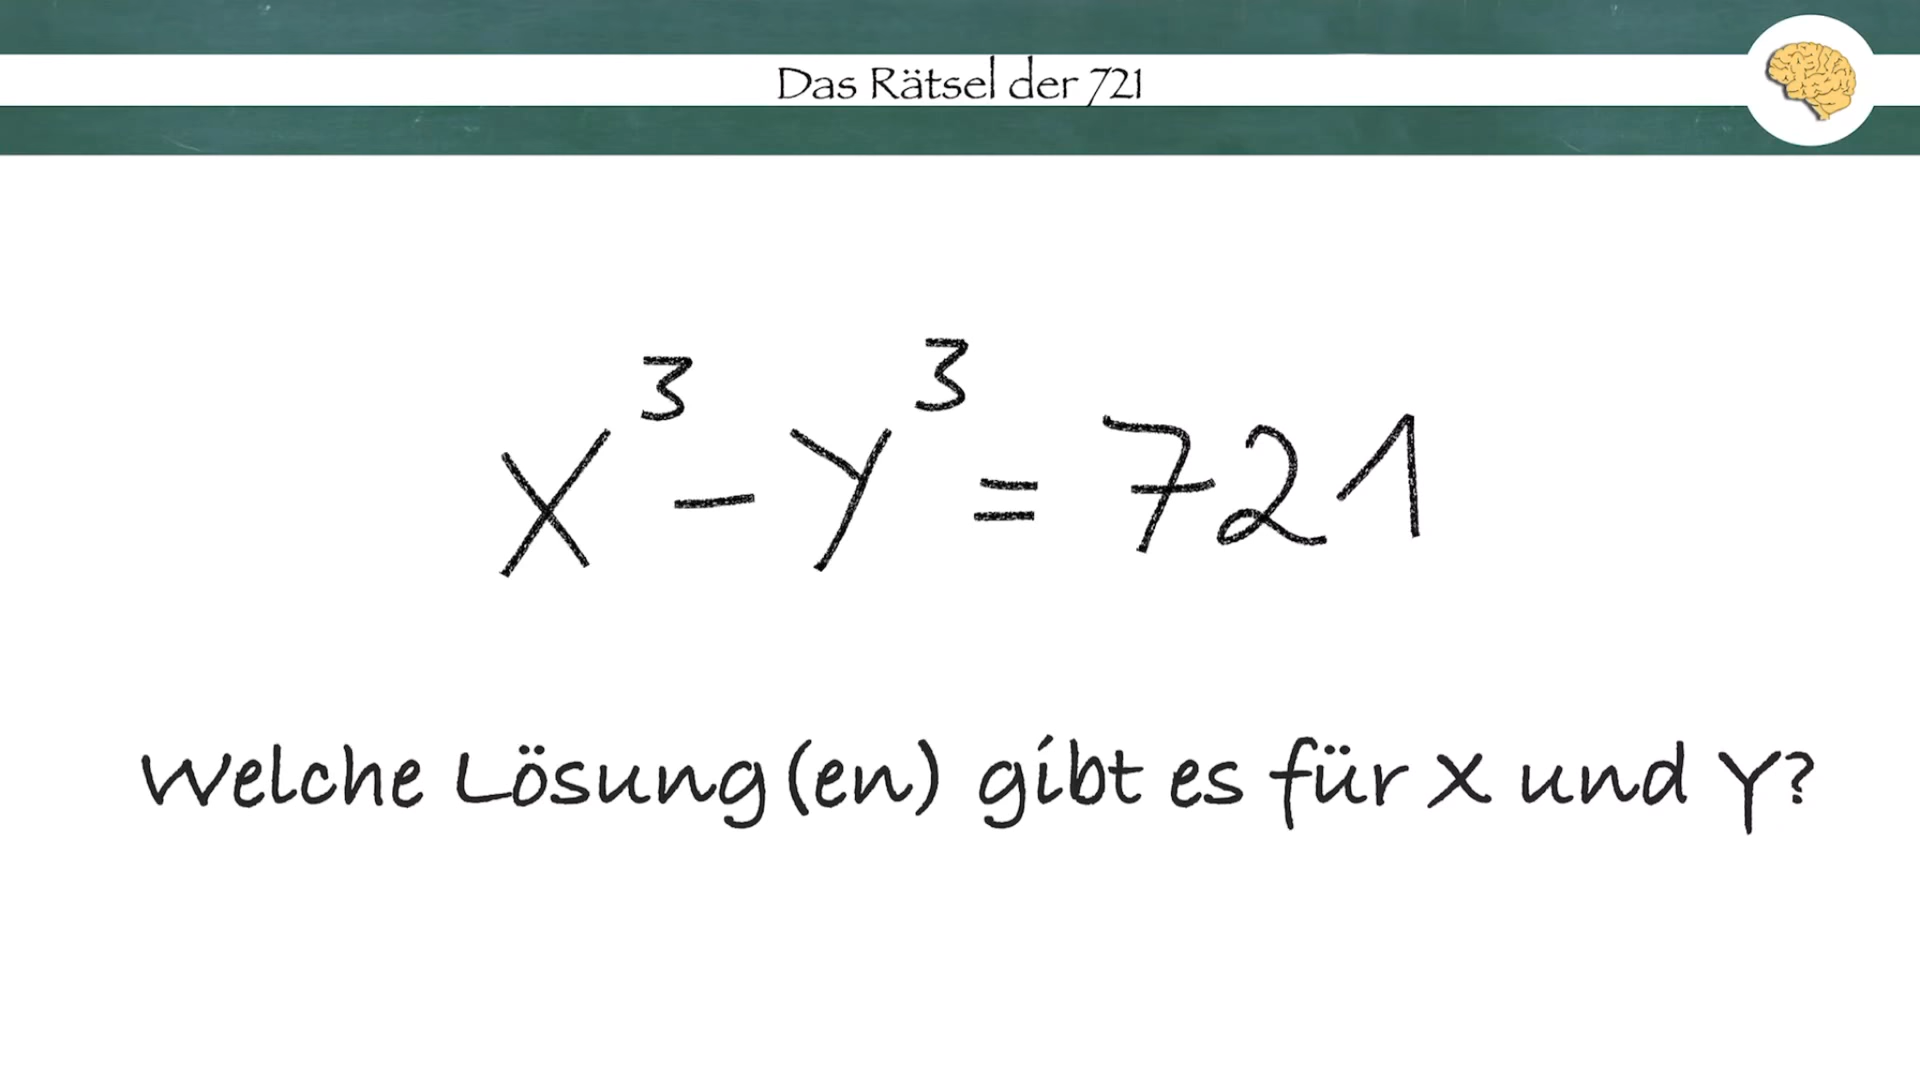 Das Rätsel der 721
X³ - Y³ = 721
Welche Lösung(en) gibt es für X und Y?